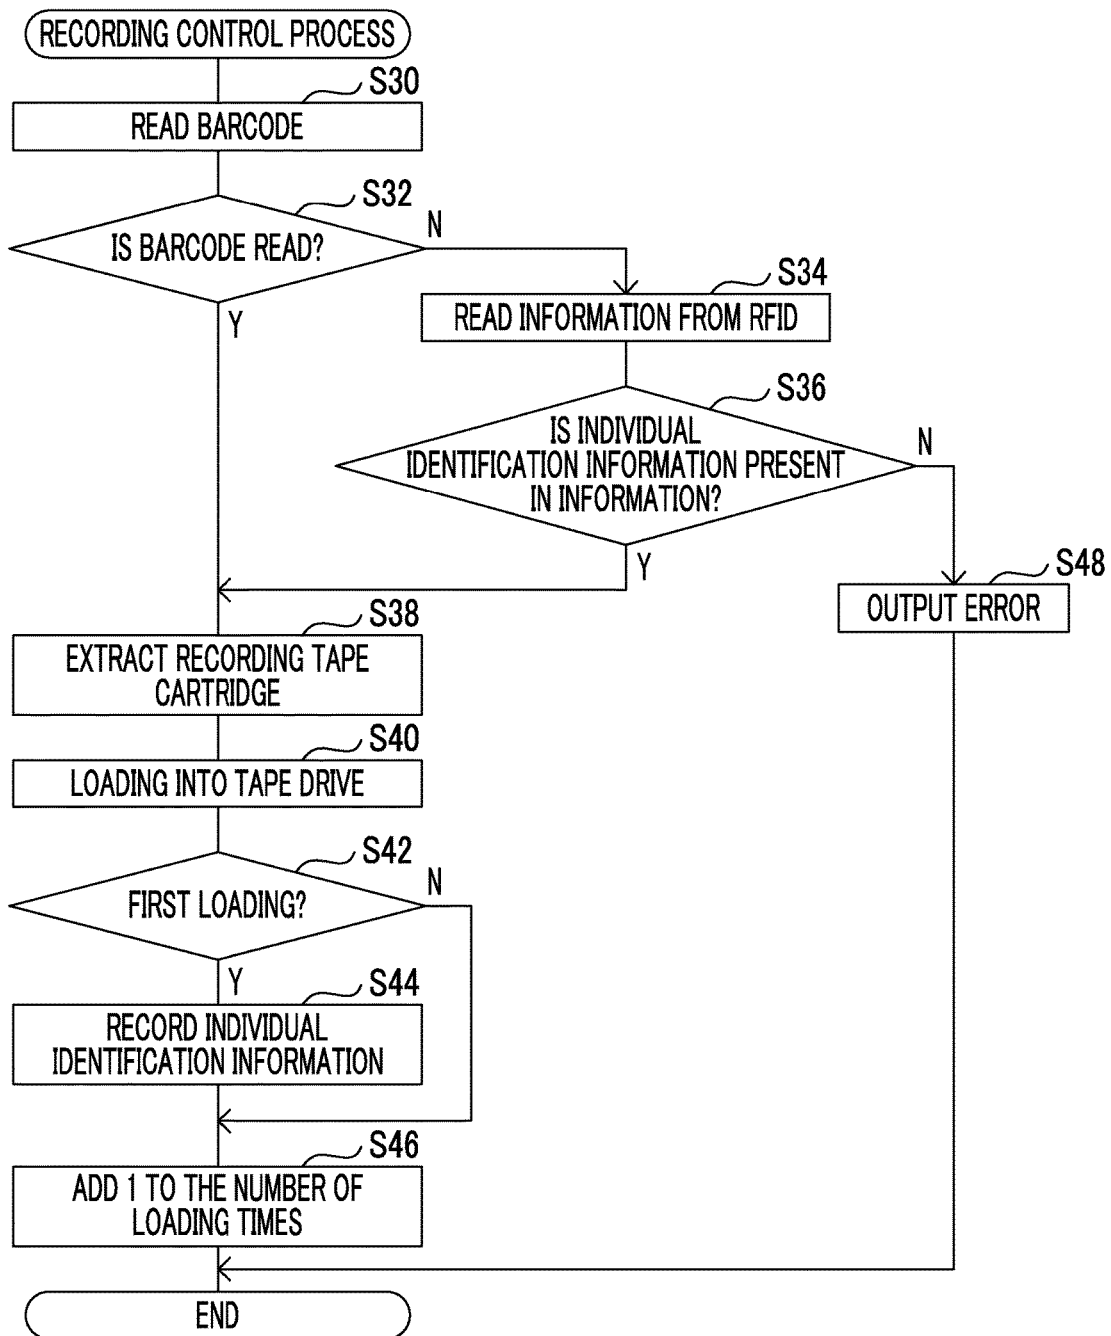 RECORDING CONTROL PROCESS
S30
READ BARCODE
S32
IS BARCODE READ?
N
Y
S34
READ INFORMATION FROM RFID
S36
IS INDIVIDUAL
IDENTIFICATION INFORMATION PRESENT
IN INFORMATION?
N
Y
S48
OUTPUT ERROR
S38
EXTRACT RECORDING TAPE
CARTRIDGE
S40
LOADING INTO TAPE DRIVE
S42
FIRST LOADING?
N
Y
S44
RECORD INDIVIDUAL
IDENTIFICATION INFORMATION
S46
ADD 1 TO THE NUMBER OF
LOADING TIMES
END